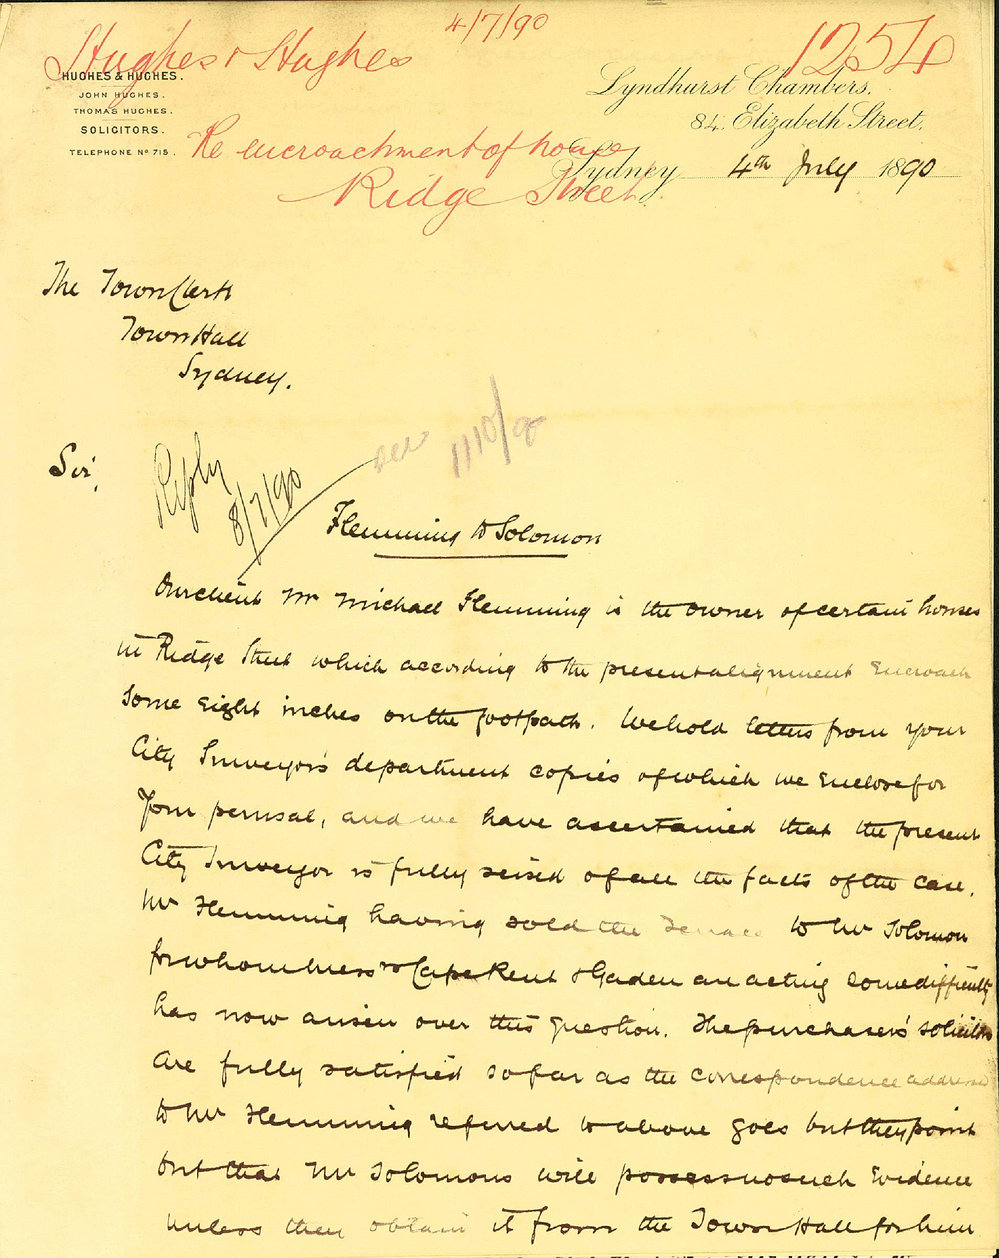 4/7/90
1254
Hughes & Hughes
HUGHES & HUGHES.
JOHN HUGHES.
THOMAS HUGHES.
SOLICITORS.
TELEPHONE No 715.
Lyndhurst Chambers,
84, Elizabeth Street,
Re encroachment of house
Ridge Street
Sydney 4th July 1890
The Town Clerk
Town Hall
Sydney.
Sir,
Reply
8/7/90
Flemming to Solomon
Our client Mr Michael Flemming is the owner of certain houses
in Ridge Street which according to the present alignment encroach
some eight inches on the footpath. We hold letters from your
City Surveyor's department copies of which we enclose for
your perusal, and we have ascertained that the present
City Surveyor is fully seised of all the facts of the case.
Mr Flemming having sold the terrace to Mr Solomon
for whom Messrs Cape Kent & Gaden are acting some difficulty
has now arisen over this question. The purchasers' solicitors
are fully satisfied so far as the correspondence addressed
to Mr Flemming referred to above goes but they point
out that Mr Solomons will possess no such evidence
unless they obtain it from the Town Hall for him